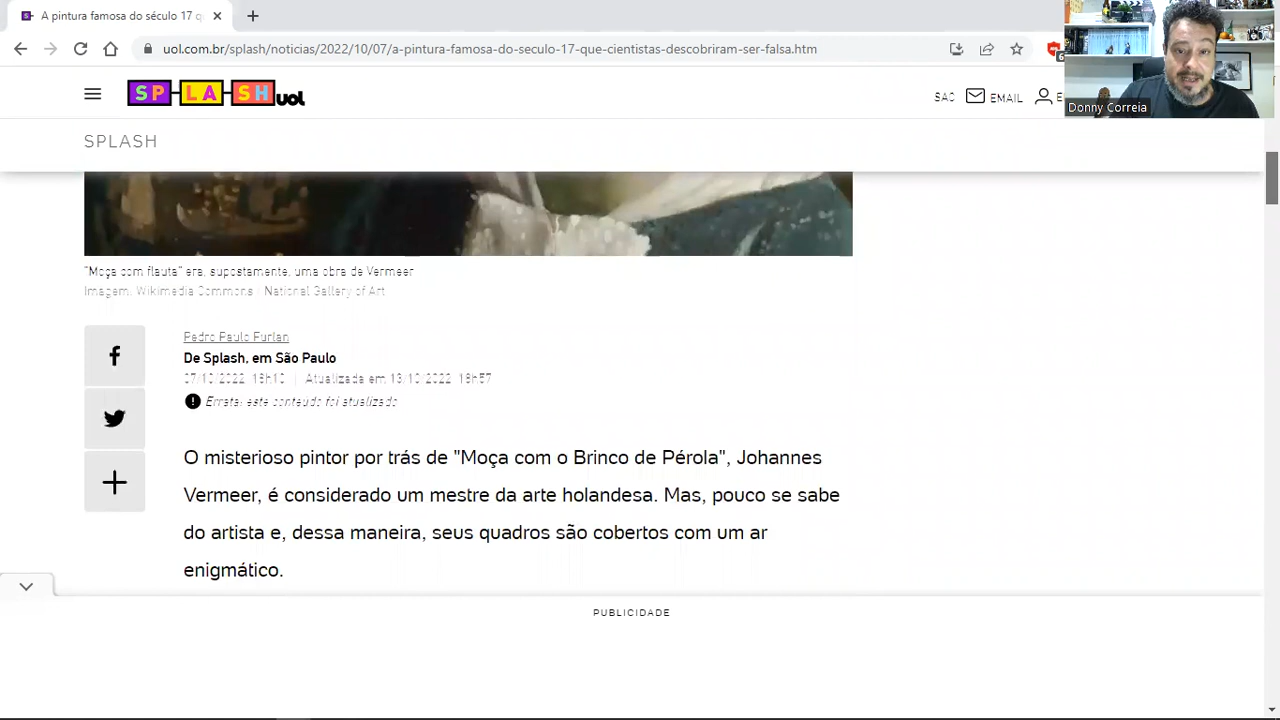 A pintura famosa do século 17 q
uol.com.br/splash/noticias/2022/10/07/a-pintura-famosa-do-seculo-17-que-cientistas-descobriram-ser-falsa.htm
6
SPLASH uol
SAC EMAIL E
Donny Correia
SPLASH
"Moça com flauta" era, supostamente, uma obra de Vermeer
Imagem: Wikimedia Commons | National Gallery of Art
Pedro Paulo Furlan
De Splash, em São Paulo
07/10/2022 18h10 | Atualizada em 13/10/2022 18h57
Errata: este conteúdo foi atualizado
O misterioso pintor por trás de "Moça com o Brinco de Pérola", Johannes
Vermeer, é considerado um mestre da arte holandesa. Mas, pouco se sabe
do artista e, dessa maneira, seus quadros são cobertos com um ar
enigmático.
PUBLICIDADE